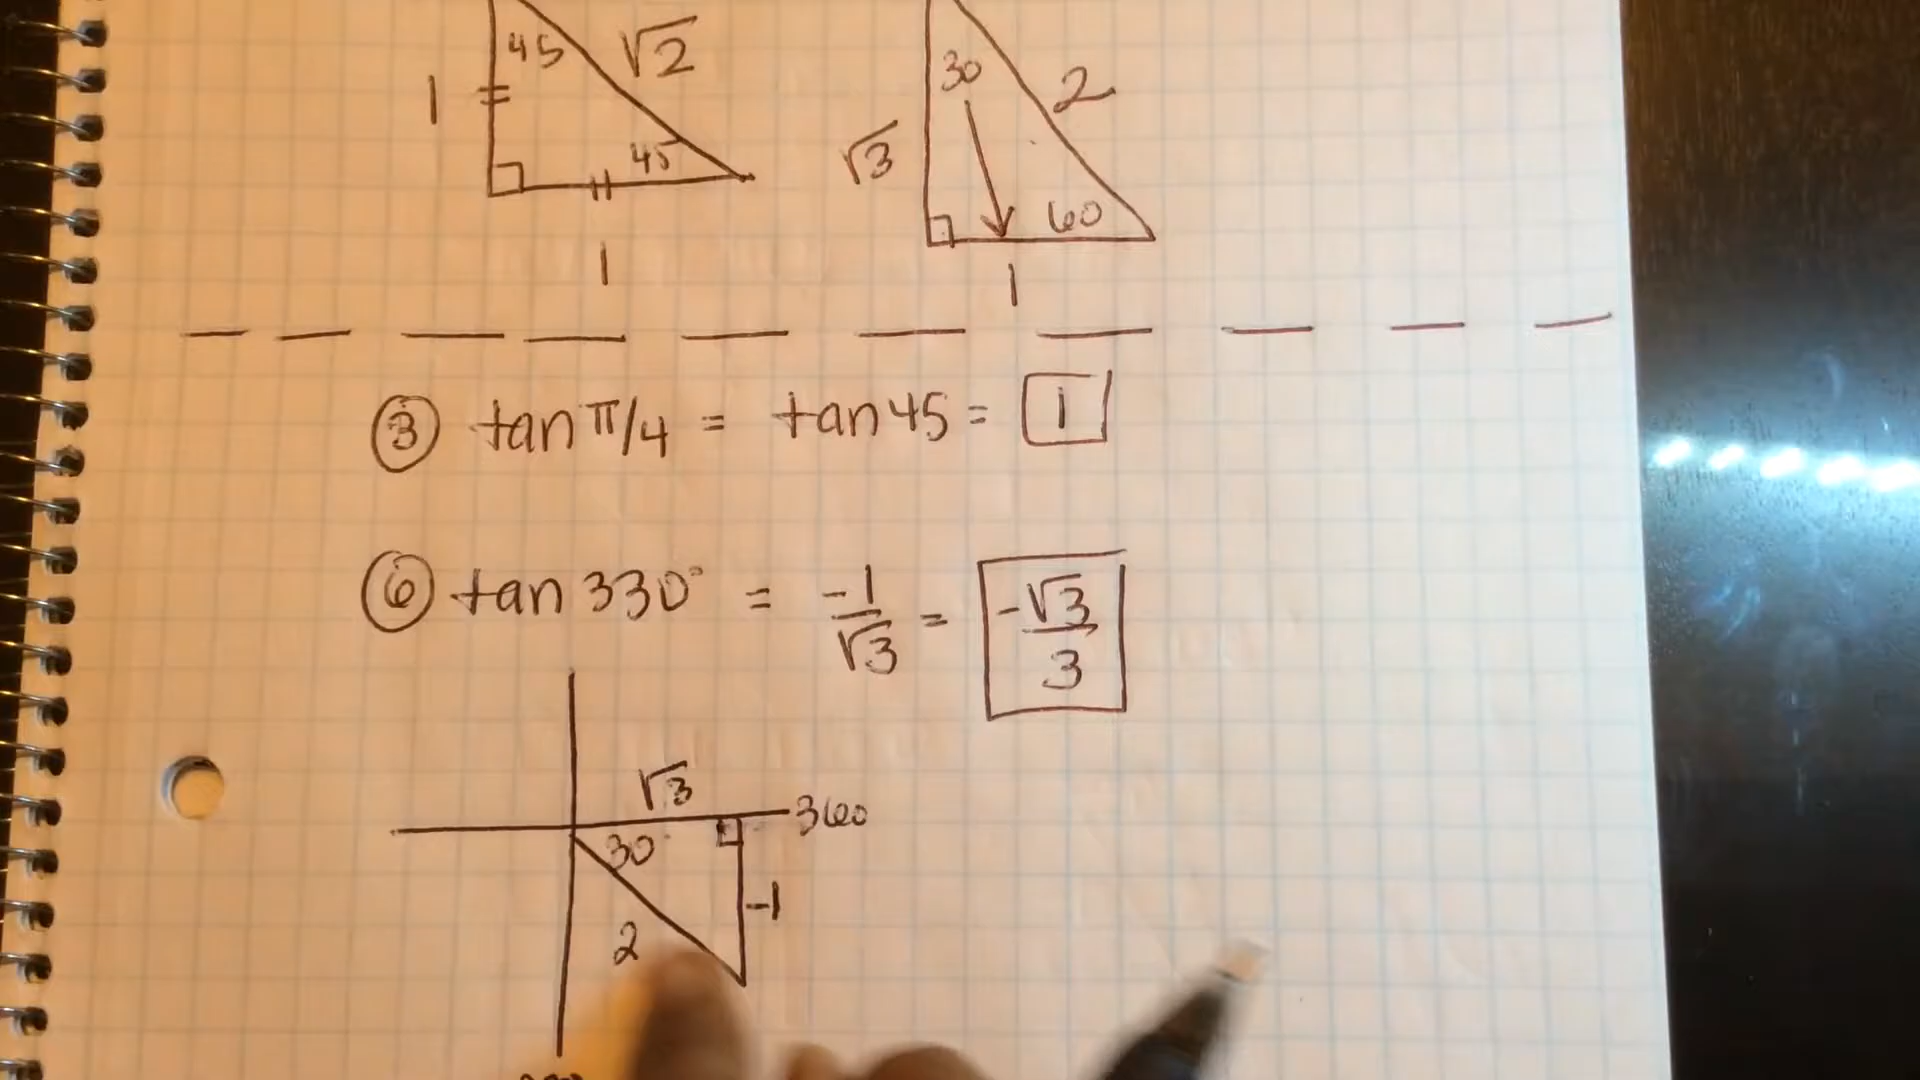 45 √2 30 2
1 45 √3 60
1 1
③ tan π/4 = tan 45 = 1
⑥ tan 330° = -1/√3 = -√3/3
√3
30 360
-1
2